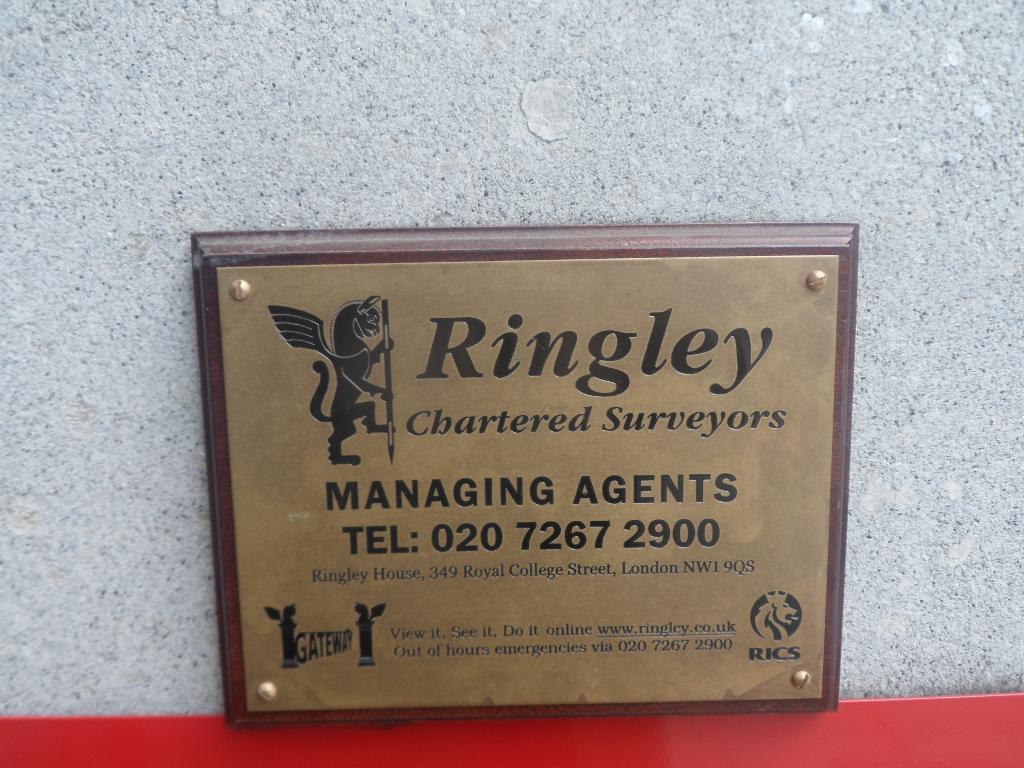 Ringley
Chartered Surveyors
MANAGING AGENTS
TEL: 020 7267 2900
Ringley House, 349 Royal College Street, London NW1 9QS
GATEWAY
View it, See it, Do it online www.ringley.co.uk
Out of hours emergencies via 020 7267 2900
RICS